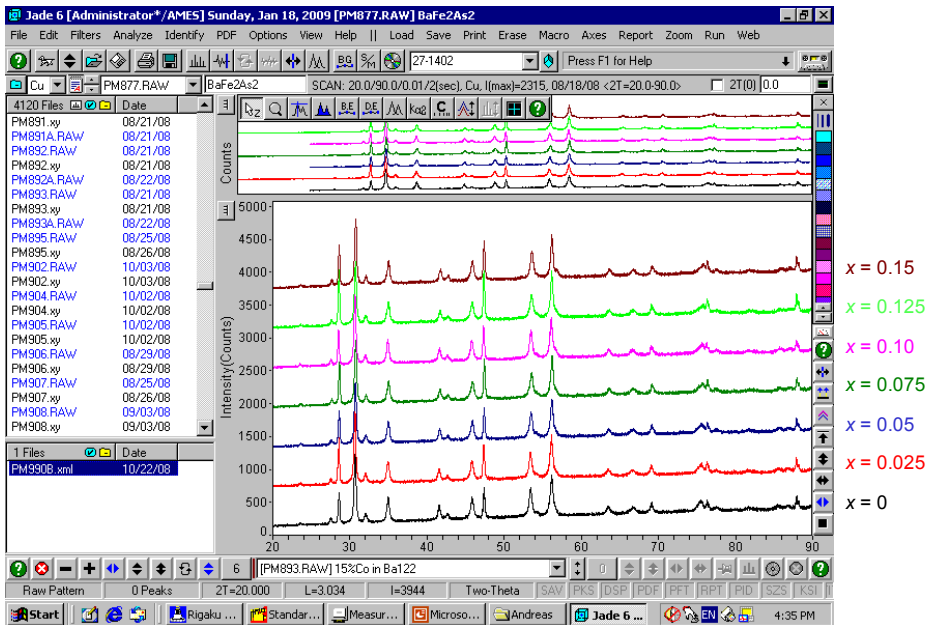 Jade 6 [Administrator*/AMES] Sunday, Jan 18, 2009 [PM877.RAW] BaFe2As2
File Edit Filters Analyze Identify PDF Options View Help || Load Save Print Erase Macro Axes Report Zoom Run Web
27-1402 Press F1 for Help
Cu PM877.RAW BaFe2As2 SCAN: 20.0/90.0/0.01/2(sec), Cu, I(max)=2315, 08/18/08 <2T=20.0-90.0> 2T(0) 0.0
4120 Files Date
PM891.xy 08/21/08
PM891A.RAW 08/21/08
PM892.RAW 08/21/08
PM892.xy 08/21/08
PM892A.RAW 08/22/08
PM893.RAW 08/21/08
PM893.xy 08/21/08
PM893A.RAW 08/22/08
PM895.RAW 08/25/08
PM895.xy 08/26/08
PM902.RAW 10/03/08
PM902.xy 10/03/08
PM904.RAW 10/02/08
PM904.xy 10/02/08
PM905.RAW 10/02/08
PM905.xy 10/02/08
PM906.RAW 08/29/08
PM906.xy 08/29/08
PM907.RAW 08/25/08
PM907.xy 08/26/08
PM908.RAW 09/03/08
PM908.xy 09/03/08
1 Files Date
PM990B.xml 10/22/08
Z BG S/M B.E D.E Kα2 C
Counts
Intensity(Counts)
5000
4500
4000
3500
3000
2500
2000
1500
1000
500
0
20 30 40 50 60 70 80 90
x = 0.15
x = 0.125
x = 0.10
x = 0.075
x = 0.05
x = 0.025
x = 0
6 [PM893.RAW] 15%Co in Ba122 0
Raw Pattern 0 Peaks 2T=20.000 L=3.034 I=3944 Two-Theta SAV PKS DSP PDF PFT RPT PID SZS KSI
Start Rigaku ... Standar... Measur... Microso... Andreas Jade 6 ... EN 4:35 PM